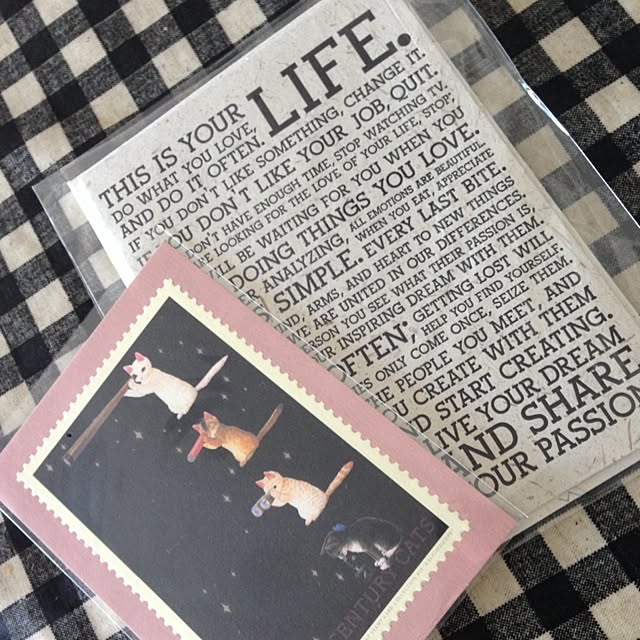 THIS IS YOUR LIFE.
DO WHAT YOU LOVE,
AND DO IT OFTEN.
IF YOU DON'T LIKE SOMETHING, CHANGE IT.
YOU DON'T LIKE YOUR JOB, QUIT.
DON'T HAVE ENOUGH TIME, STOP WATCHING TV.
LOOKING FOR THE LOVE OF YOUR LIFE, STOP;
BE WAITING FOR YOU WHEN YOU
DOING THINGS YOU LOVE.
ANALYZING, ALL EMOTIONS ARE BEAUTIFUL.
WHEN YOU EAT, APPRECIATE
SIMPLE. EVERY LAST BITE.
ARMS, AND HEART TO NEW THINGS
ARE UNITED IN OUR DIFFERENCES.
YOU SEE WHAT THEIR PASSION IS,
INSPIRING DREAM WITH THEM.
OFTEN; GETTING LOST WILL
HELP YOU FIND YOURSELF.
ONLY COME ONCE, SEIZE THEM.
THE PEOPLE YOU MEET, AND
YOU CREATE WITH THEM
START CREATING.
LIVE YOUR DREAM
AND SHARE
YOUR PASSION
CENTURY CATS